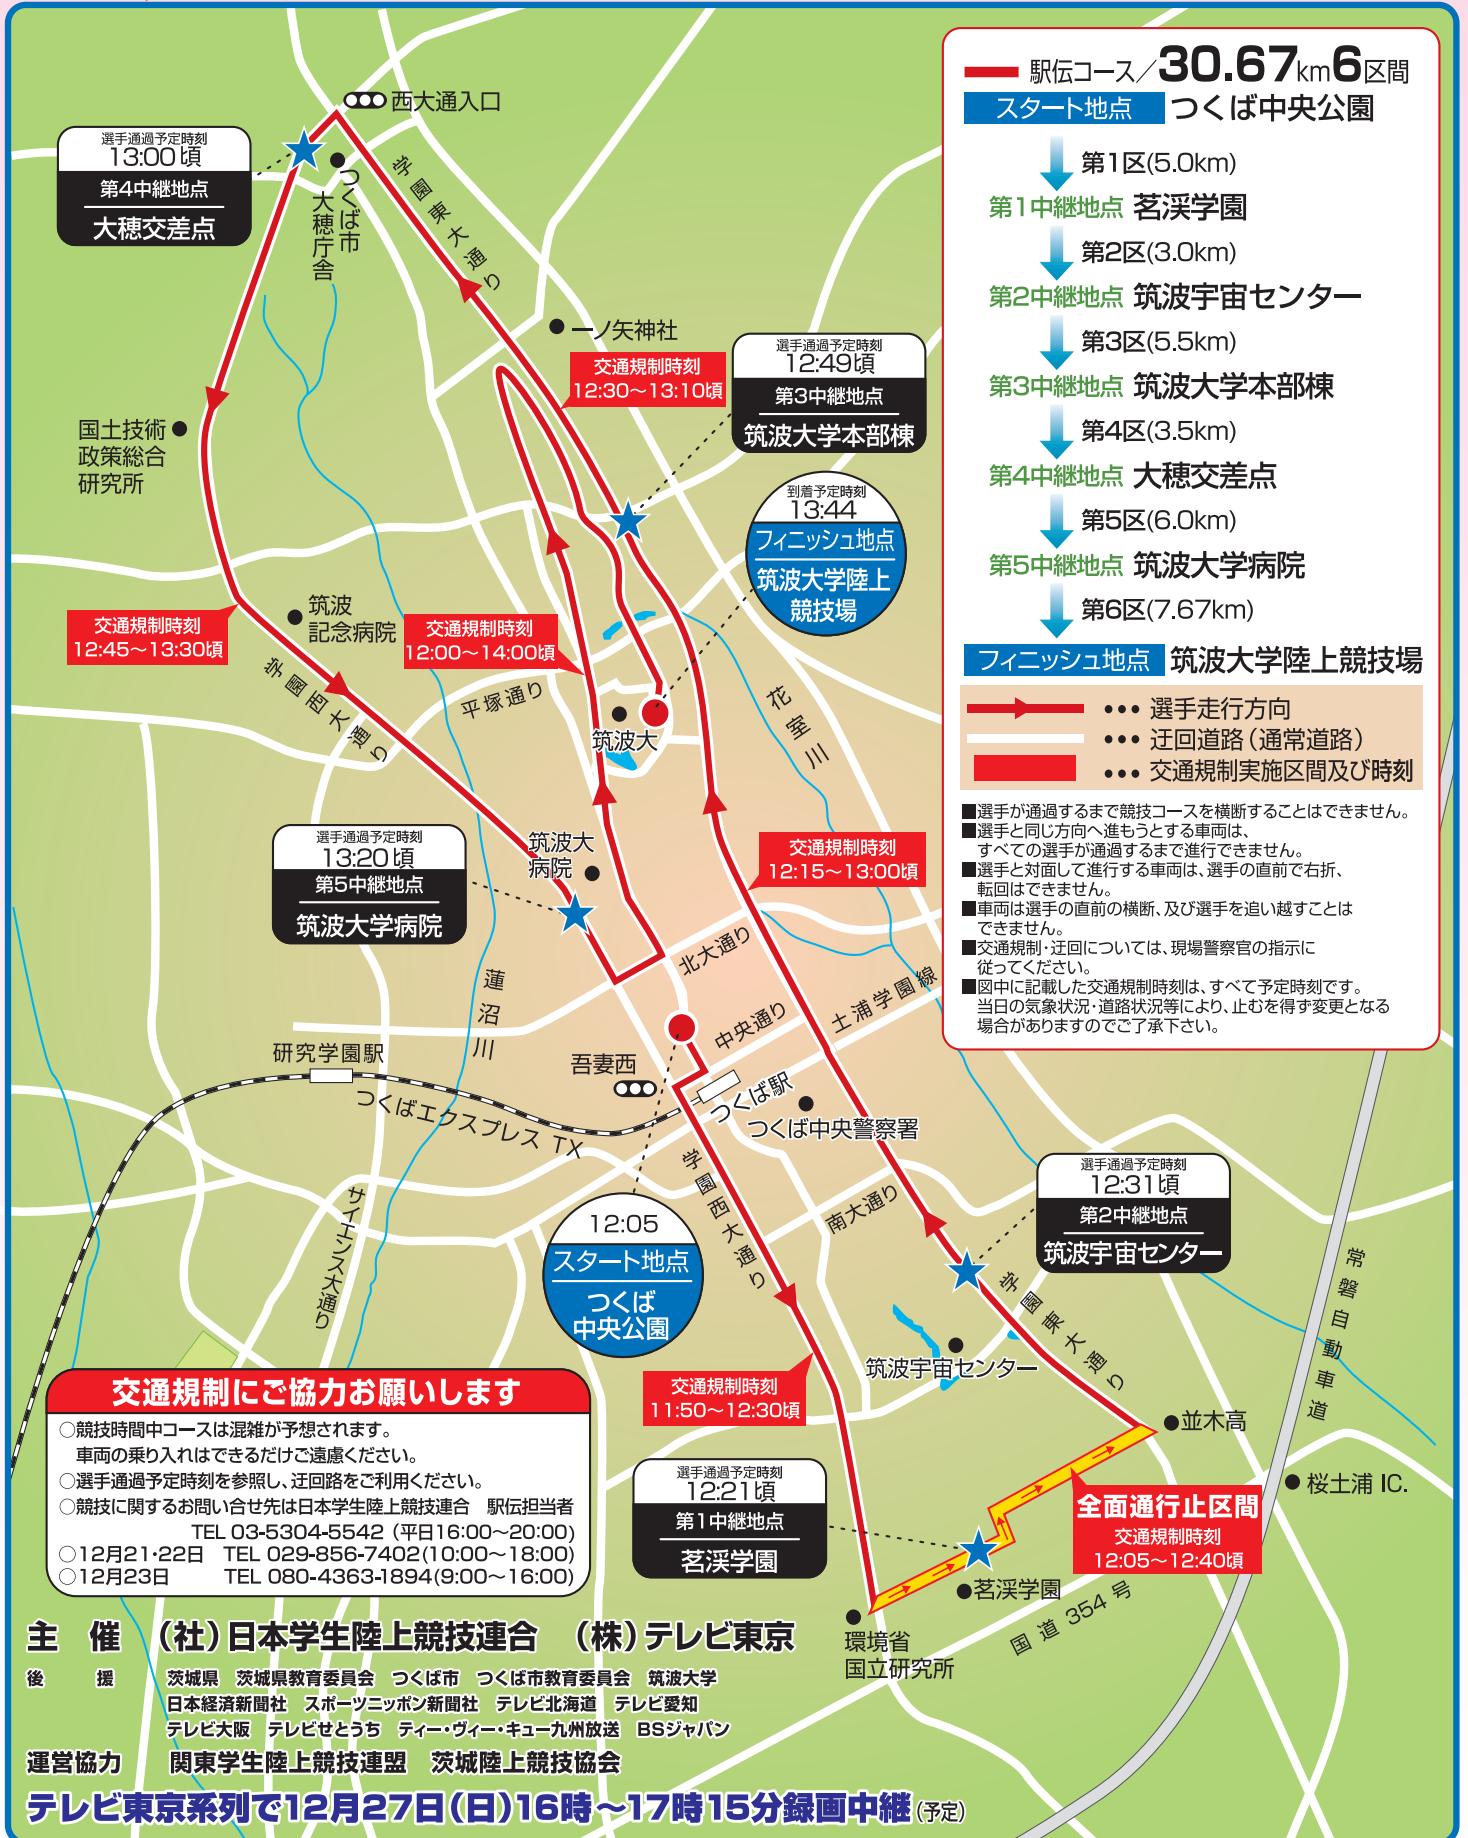 駅伝コース／30.67km6区間
スタート地点 つくば中央公園
第1区(5.0km)
第1中継地点 茗渓学園
第2区(3.0km)
第2中継地点 筑波宇宙センター
第3区(5.5km)
第3中継地点 筑波大学本部棟
第4区(3.5km)
第4中継地点 大穂交差点
第5区(6.0km)
第5中継地点 筑波大学病院
第6区(7.67km)
フィニッシュ地点 筑波大学陸上競技場
••• 選手走行方向
••• 迂回道路(通常道路)
••• 交通規制実施区間及び時刻
■選手が通過するまで競技コースを横断することはできません。
■選手と同じ方向へ進もうとする車両は、
すべての選手が通過するまで進行できません。
■選手と対面して進行する車両は、選手の直前で右折、
転回はできません。
■車両は選手の直前の横断、及び選手を追い越すことは
できません。
■交通規制・迂回については、現場警察官の指示に
従ってください。
■図中に記載した交通規制時刻は、すべて予定時刻です。
当日の気象状況・道路状況等により、止むを得ず変更となる
場合がありますのでご了承下さい。
西大通入口
選手通過予定時刻
13:00頃
第4中継地点
大穂交差点
つくば市
大穂庁舎
学園東大通り
一ノ矢神社
交通規制時刻
12:30〜13:10頃
選手通過予定時刻
12:49頃
第3中継地点
筑波大学本部棟
国土技術
政策総合
研究所
到着予定時刻
13:44
フィニッシュ地点
筑波大学陸上
競技場
交通規制時刻
12:45〜13:30頃
筑波
記念病院
交通規制時刻
12:00〜14:00頃
学園西大通り
平塚通り
筑波大
花室川
選手通過予定時刻
13:20頃
第5中継地点
筑波大学病院
筑波大
病院
交通規制時刻
12:15〜13:00頃
北大通り
蓮沼川
中央通り
土浦学園線
研究学園駅
吾妻西
つくばエクスプレス TX
つくば駅
つくば中央警察署
学園西大通り
南大通り
サイエンス大通り
12:05
スタート地点
つくば
中央公園
選手通過予定時刻
12:31頃
第2中継地点
筑波宇宙センター
学園東大通り
常磐自動車道
筑波宇宙センター
交通規制時刻
11:50〜12:30頃
並木高
桜土浦 IC.
選手通過予定時刻
12:21頃
第1中継地点
茗渓学園
全面通行止区間
交通規制時刻
12:05〜12:40頃
茗渓学園
国道 354 号
環境省
国立研究所
交通規制にご協力お願いします
○競技時間中コースは混雑が予想されます。
車両の乗り入れはできるだけご遠慮ください。
○選手通過予定時刻を参照し、迂回路をご利用ください。
○競技に関するお問い合せ先は日本学生陸上競技連合 駅伝担当者
TEL 03-5304-5542 (平日16:00〜20:00)
○12月21・22日 TEL 029-856-7402(10:00〜18:00)
○12月23日 TEL 080-4363-1894(9:00〜16:00)
主催 (社)日本学生陸上競技連合 (株)テレビ東京
後援 茨城県 茨城県教育委員会 つくば市 つくば市教育委員会 筑波大学
日本経済新聞社 スポーツニッポン新聞社 テレビ北海道 テレビ愛知
テレビ大阪 テレビせとうち ティー・ヴィー・キュー九州放送 BSジャパン
運営協力 関東学生陸上競技連盟 茨城陸上競技協会
テレビ東京系列で12月27日(日)16時〜17時15分録画中継(予定)